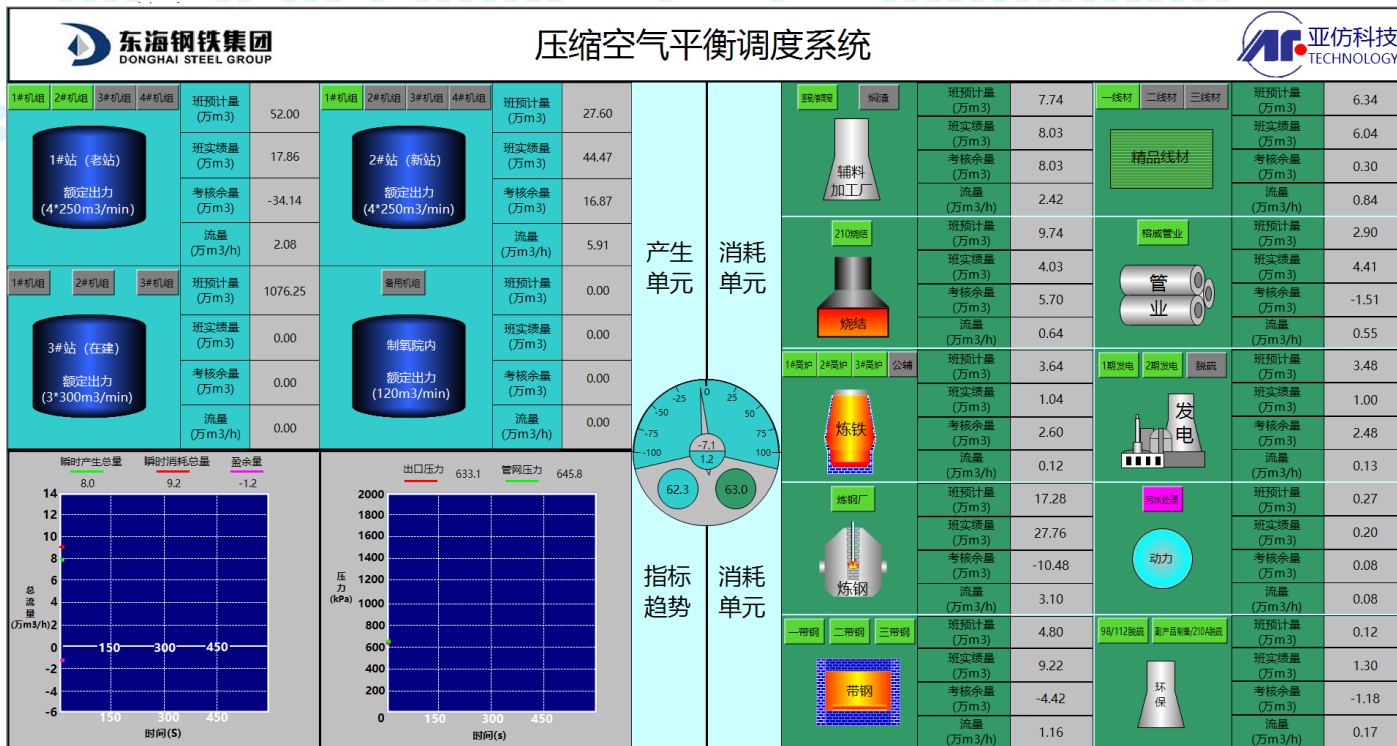 东海钢铁集团
DONGHAI STEEL GROUP
压缩空气平衡调度系统
亚仿科技
TECHNOLOGY
1#机组 2#机组 3#机组 4#机组
1#站（老站）
额定出力
(4*250m3/min)
班预计量
(万m3)
52.00
班实绩量
(万m3)
17.86
考核余量
(万m3)
-34.14
流量
(万m3/h)
2.08
1#机组 2#机组 3#机组 4#机组
2#站（新站）
额定出力
(4*250m3/min)
班预计量
(万m3)
27.60
班实绩量
(万m3)
44.47
考核余量
(万m3)
16.87
流量
(万m3/h)
5.91
1#机组 2#机组 3#机组
3#站（在建）
额定出力
(3*300m3/min)
班预计量
(万m3)
1076.25
班实绩量
(万m3)
0.00
考核余量
(万m3)
0.00
流量
(万m3/h)
0.00
备用机组
制氧院内
额定出力
(120m3/min)
班预计量
(万m3)
0.00
班实绩量
(万m3)
0.00
考核余量
(万m3)
0.00
流量
(万m3/h)
0.00
瞬时产生总量 瞬时消耗总量 盈余量
8.0 9.2 -1.2
14
12
10
8
6
4
2
0
-2
-4
-6
总流量
(万m3/h)
150 300 450
150 300 450
时间(S)
出口压力 633.1 管网压力 645.8
2000
1800
1600
1400
1200
1000
800
600
400
200
0
压力
(kPa)
150 300 450
时间(s)
产生
单元
消耗
单元
-100 -75 -50 -25 0 25 50 75 100
-7.1
1.2
62.3 63.0
指标
趋势
消耗
单元
焖渣
辅料
加工厂
班预计量
(万m3)
7.74
班实绩量
(万m3)
8.03
考核余量
(万m3)
8.03
流量
(万m3/h)
2.42
一线材 二线材 三线材
精品线材
班预计量
(万m3)
6.34
班实绩量
(万m3)
6.04
考核余量
(万m3)
0.30
流量
(万m3/h)
0.84
210烧结
烧结
班预计量
(万m3)
9.74
班实绩量
(万m3)
4.03
考核余量
(万m3)
5.70
流量
(万m3/h)
0.64
榕威管业
管
业
班预计量
(万m3)
2.90
班实绩量
(万m3)
4.41
考核余量
(万m3)
-1.51
流量
(万m3/h)
0.55
1#高炉 2#高炉 3#高炉 公辅
炼铁
班预计量
(万m3)
3.64
班实绩量
(万m3)
1.04
考核余量
(万m3)
2.60
流量
(万m3/h)
0.12
1期发电 2期发电 脱硫
发
电
班预计量
(万m3)
3.48
班实绩量
(万m3)
1.00
考核余量
(万m3)
2.48
流量
(万m3/h)
0.13
炼钢厂
炼钢
班预计量
(万m3)
17.28
班实绩量
(万m3)
27.76
考核余量
(万m3)
-10.48
流量
(万m3/h)
3.10
污水处理
动力
班预计量
(万m3)
0.27
班实绩量
(万m3)
0.20
考核余量
(万m3)
0.08
流量
(万m3/h)
0.08
一带钢 二带钢 三带钢
带钢
班预计量
(万m3)
4.80
班实绩量
(万m3)
9.22
考核余量
(万m3)
-4.42
流量
(万m3/h)
1.16
98/112脱硫 副产品制备/210A脱硫
环
保
班预计量
(万m3)
0.12
班实绩量
(万m3)
1.30
考核余量
(万m3)
-1.18
流量
(万m3/h)
0.17